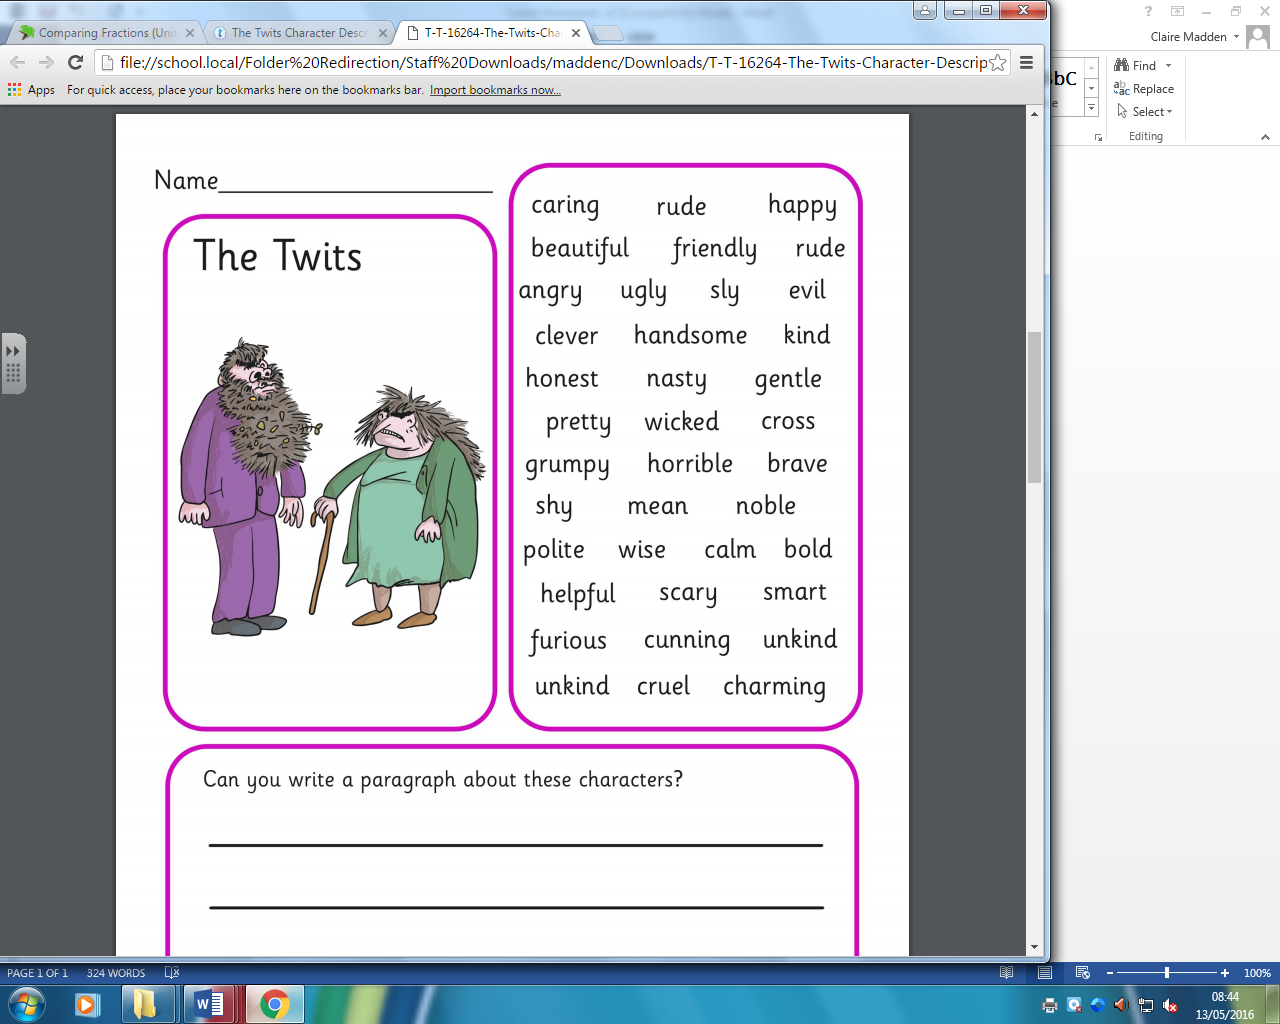 Comparing Fractions (Unit
The Twits Character Descr
T-T-16264-The-Twits-Cha
file://school.local/Folder%20Redirection/Staff%20Downloads/maddenc/Downloads/T-T-16264-The-Twits-Character-Descrip
Apps For quick access, place your bookmarks here on the bookmarks bar. Import bookmarks now...
Claire Madden
Find
Replace
Select
Editing
Name
The Twits
caring rude happy
beautiful friendly rude
angry ugly sly evil
clever handsome kind
honest nasty gentle
pretty wicked cross
grumpy horrible brave
shy mean noble
polite wise calm bold
helpful scary smart
furious cunning unkind
unkind cruel charming
Can you write a paragraph about these characters?
PAGE 1 OF 1 324 WORDS 100%
08:44
13/05/2016